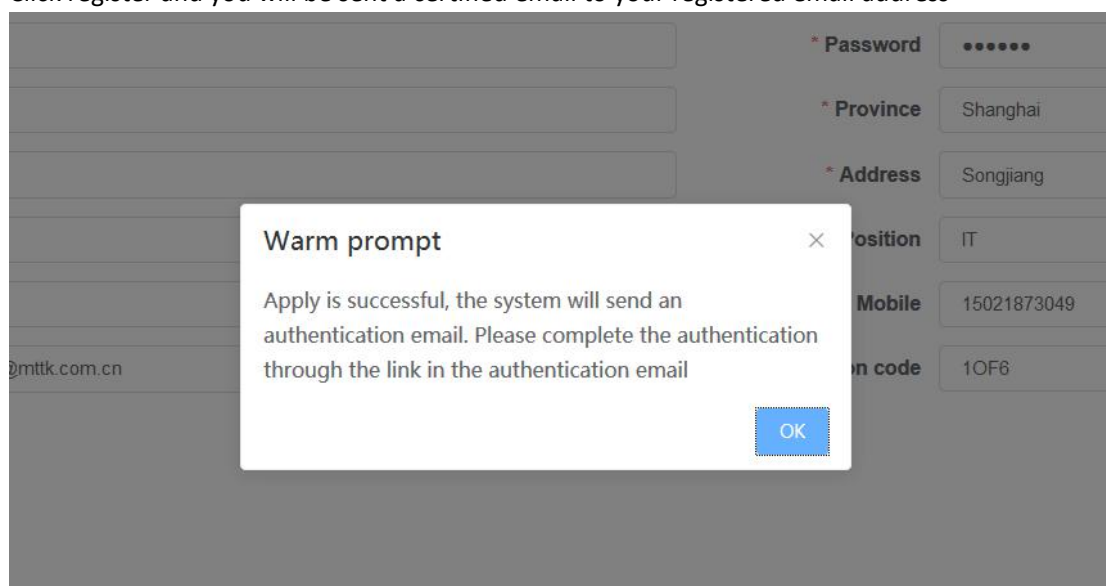 Click register and you will be sent a certified email to your registered email address
* Password ●●●●●●
* Province Shanghai
* Address Songjiang
Warm prompt ×
osition IT
Apply is successful, the system will send an
authentication email. Please complete the authentication
through the link in the authentication email
Mobile 15021873049
@mttk.com.cn
on code 1OF6
OK